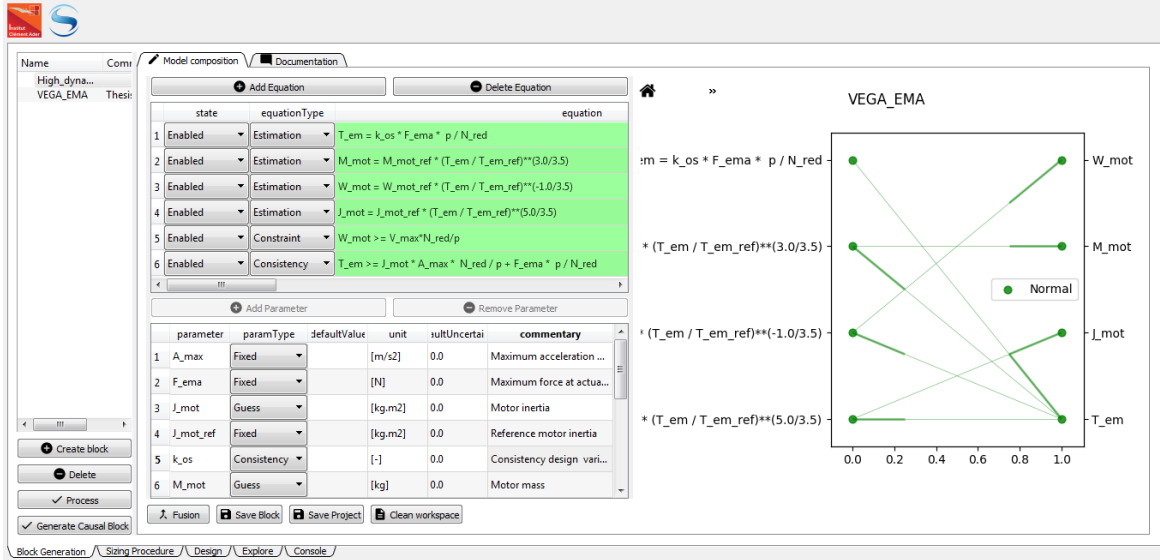 Institut
Clément Ader
Name Comr
High_dyna...
VEGA_EMA Thesis
Create block
Delete
Process
Generate Causal Block
Model composition Documentation
Add Equation Delete Equation
state equationType equation
1 Enabled Estimation T_em = k_os * F_ema * p / N_red
2 Enabled Estimation M_mot = M_mot_ref * (T_em / T_em_ref)**(3.0/3.5)
3 Enabled Estimation W_mot = W_mot_ref * (T_em / T_em_ref)**(-1.0/3.5)
4 Enabled Estimation J_mot = J_mot_ref * (T_em / T_em_ref)**(5.0/3.5)
5 Enabled Constraint W_mot >= V_max*N_red/p
6 Enabled Consistency T_em >= J_mot * A_max * N_red / p + F_ema * p / N_red
Add Parameter Remove Parameter
parameter paramType defaultValue unit sultUncertai commentary
1 A_max Fixed [m/s2] 0.0 Maximum acceleration ...
2 F_ema Fixed [N] 0.0 Maximum force at actua...
3 J_mot Guess [kg.m2] 0.0 Motor inertia
4 J_mot_ref Fixed [kg.m2] 0.0 Reference motor inertia
5 k_os Consistency [-] 0.0 Consistency design vari...
6 M_mot Guess [kg] 0.0 Motor mass
Fusion Save Block Save Project Clean workspace
»
VEGA_EMA
:m = k_os * F_ema * p / N_red W_mot
* (T_em / T_em_ref)**(3.0/3.5) M_mot
Normal
* (T_em / T_em_ref)**(-1.0/3.5) J_mot
* (T_em / T_em_ref)**(5.0/3.5) T_em
0.0 0.2 0.4 0.6 0.8 1.0
Block Generation Sizing Procedure Design Explore Console